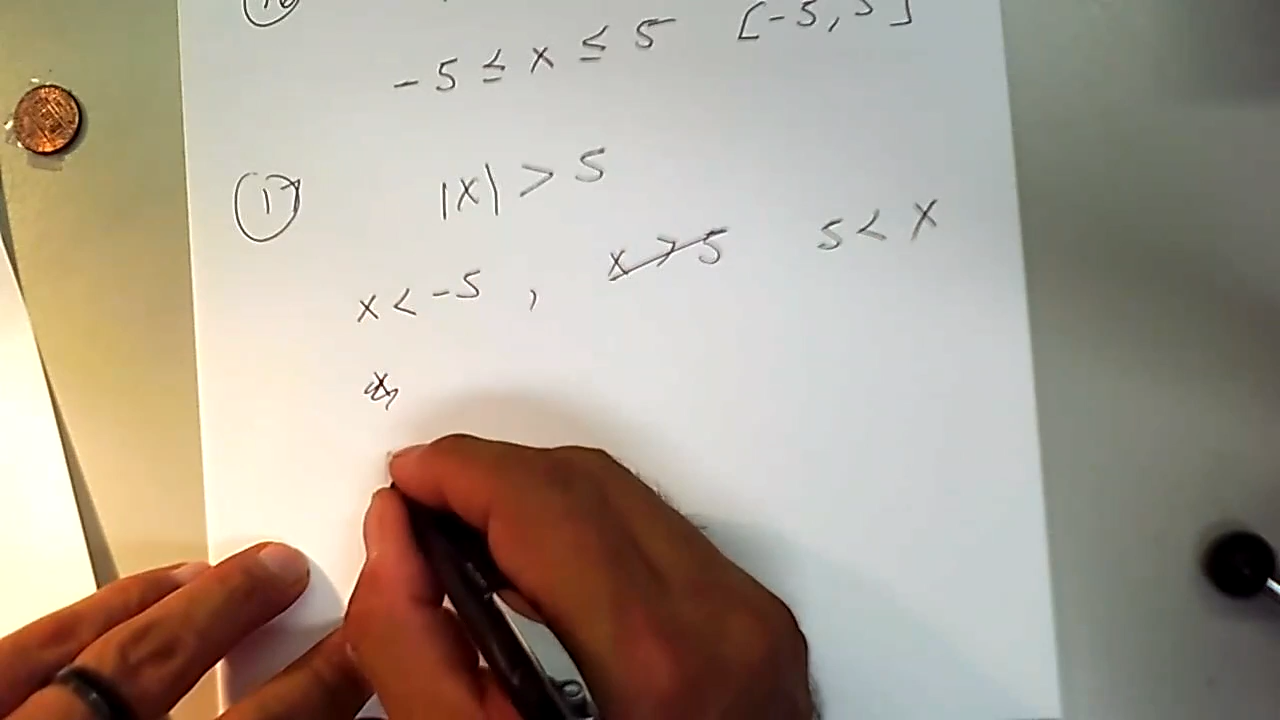 -5 ≤ x ≤ 5 [-5, 5]
17 |x| > 5
x < -5 , x > 5 5 < x